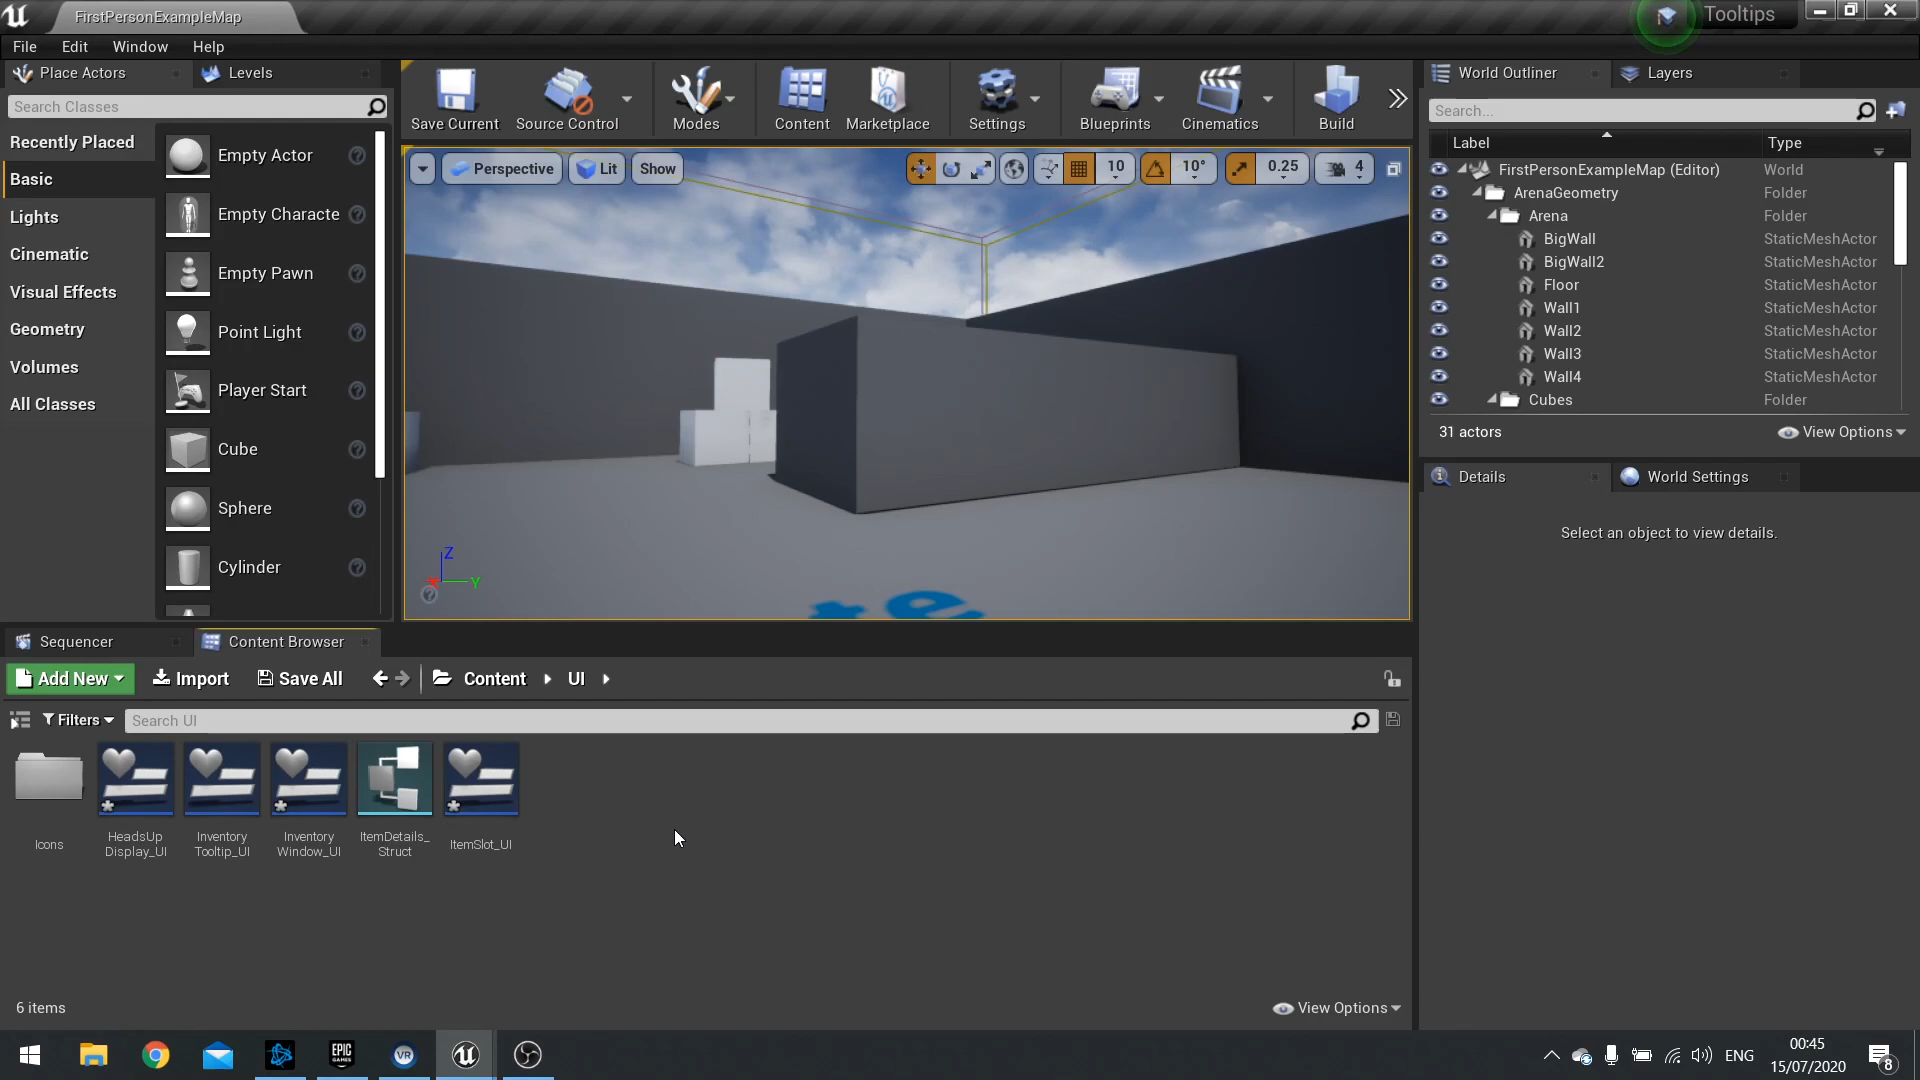 FirstPersonExampleMap
Tooltips
File Edit Window Help
Place Actors
Levels
Search Classes
Recently Placed
Basic
Lights
Cinematic
Visual Effects
Geometry
Volumes
All Classes
Empty Actor
Empty Characte
Empty Pawn
Point Light
Player Start
Cube
Sphere
Cylinder
Save Current
Source Control
Modes
Content
Marketplace
Settings
Blueprints
Cinematics
Build
Perspective
Lit
Show
10
10°
0.25
4
Z
Y
World Outliner
Layers
Search...
Label Type
FirstPersonExampleMap (Editor) World
ArenaGeometry Folder
Arena Folder
BigWall StaticMeshActor
BigWall2 StaticMeshActor
Floor StaticMeshActor
Wall1 StaticMeshActor
Wall2 StaticMeshActor
Wall3 StaticMeshActor
Wall4 StaticMeshActor
Cubes Folder
31 actors
View Options
Details
World Settings
Select an object to view details.
Sequencer
Content Browser
Add New
Import
Save All
Content
UI
Filters
Search UI
Icons
HeadsUp
Display_UI
Inventory
Tooltip_UI
Inventory
Window_UI
ItemDetails_
Struct
ItemSlot_UI
6 items
View Options
EPIC
GAMES
VR
ENG
00:45
15/07/2020
8